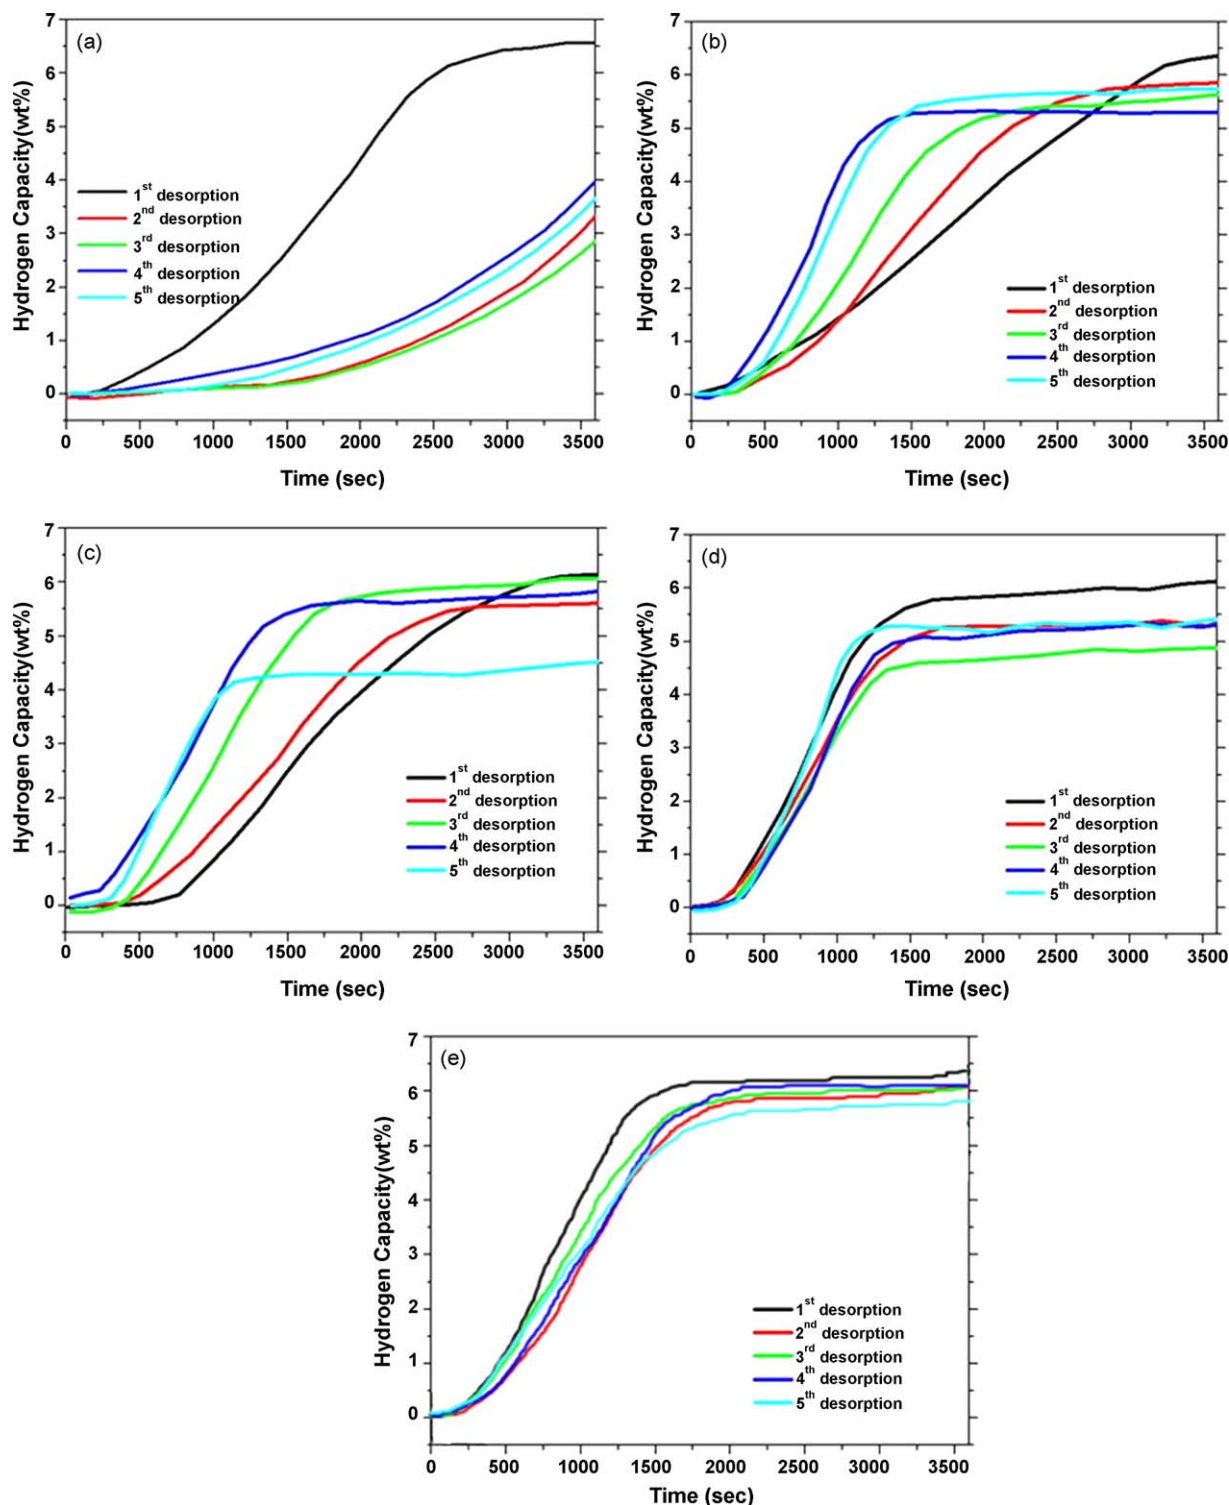 (a)
7
6
5
4
3
2
1
0
Hydrogen Capacity(wt%)
1st desorption
2nd desorption
3rd desorption
4th desorption
5th desorption
0 500 1000 1500 2000 2500 3000 3500
Time (sec)
(b)
7
6
5
4
3
2
1
0
Hydrogen Capacity(wt%)
1st desorption
2nd desorption
3rd desorption
4th desorption
5th desorption
0 500 1000 1500 2000 2500 3000 3500
Time (sec)
(c)
7
6
5
4
3
2
1
0
Hydrogen Capacity(wt%)
1st desorption
2nd desorption
3rd desorption
4th desorption
5th desorption
0 500 1000 1500 2000 2500 3000 3500
Time (sec)
(d)
7
6
5
4
3
2
1
0
Hydrogen Capacity(wt%)
1st desorption
2nd desorption
3rd desorption
4th desorption
5th desorption
0 500 1000 1500 2000 2500 3000 3500
Time (sec)
(e)
7
6
5
4
3
2
1
0
Hydrogen Capacity(wt%)
1st desorption
2nd desorption
3rd desorption
4th desorption
5th desorption
0 500 1000 1500 2000 2500 3000 3500
Time (sec)